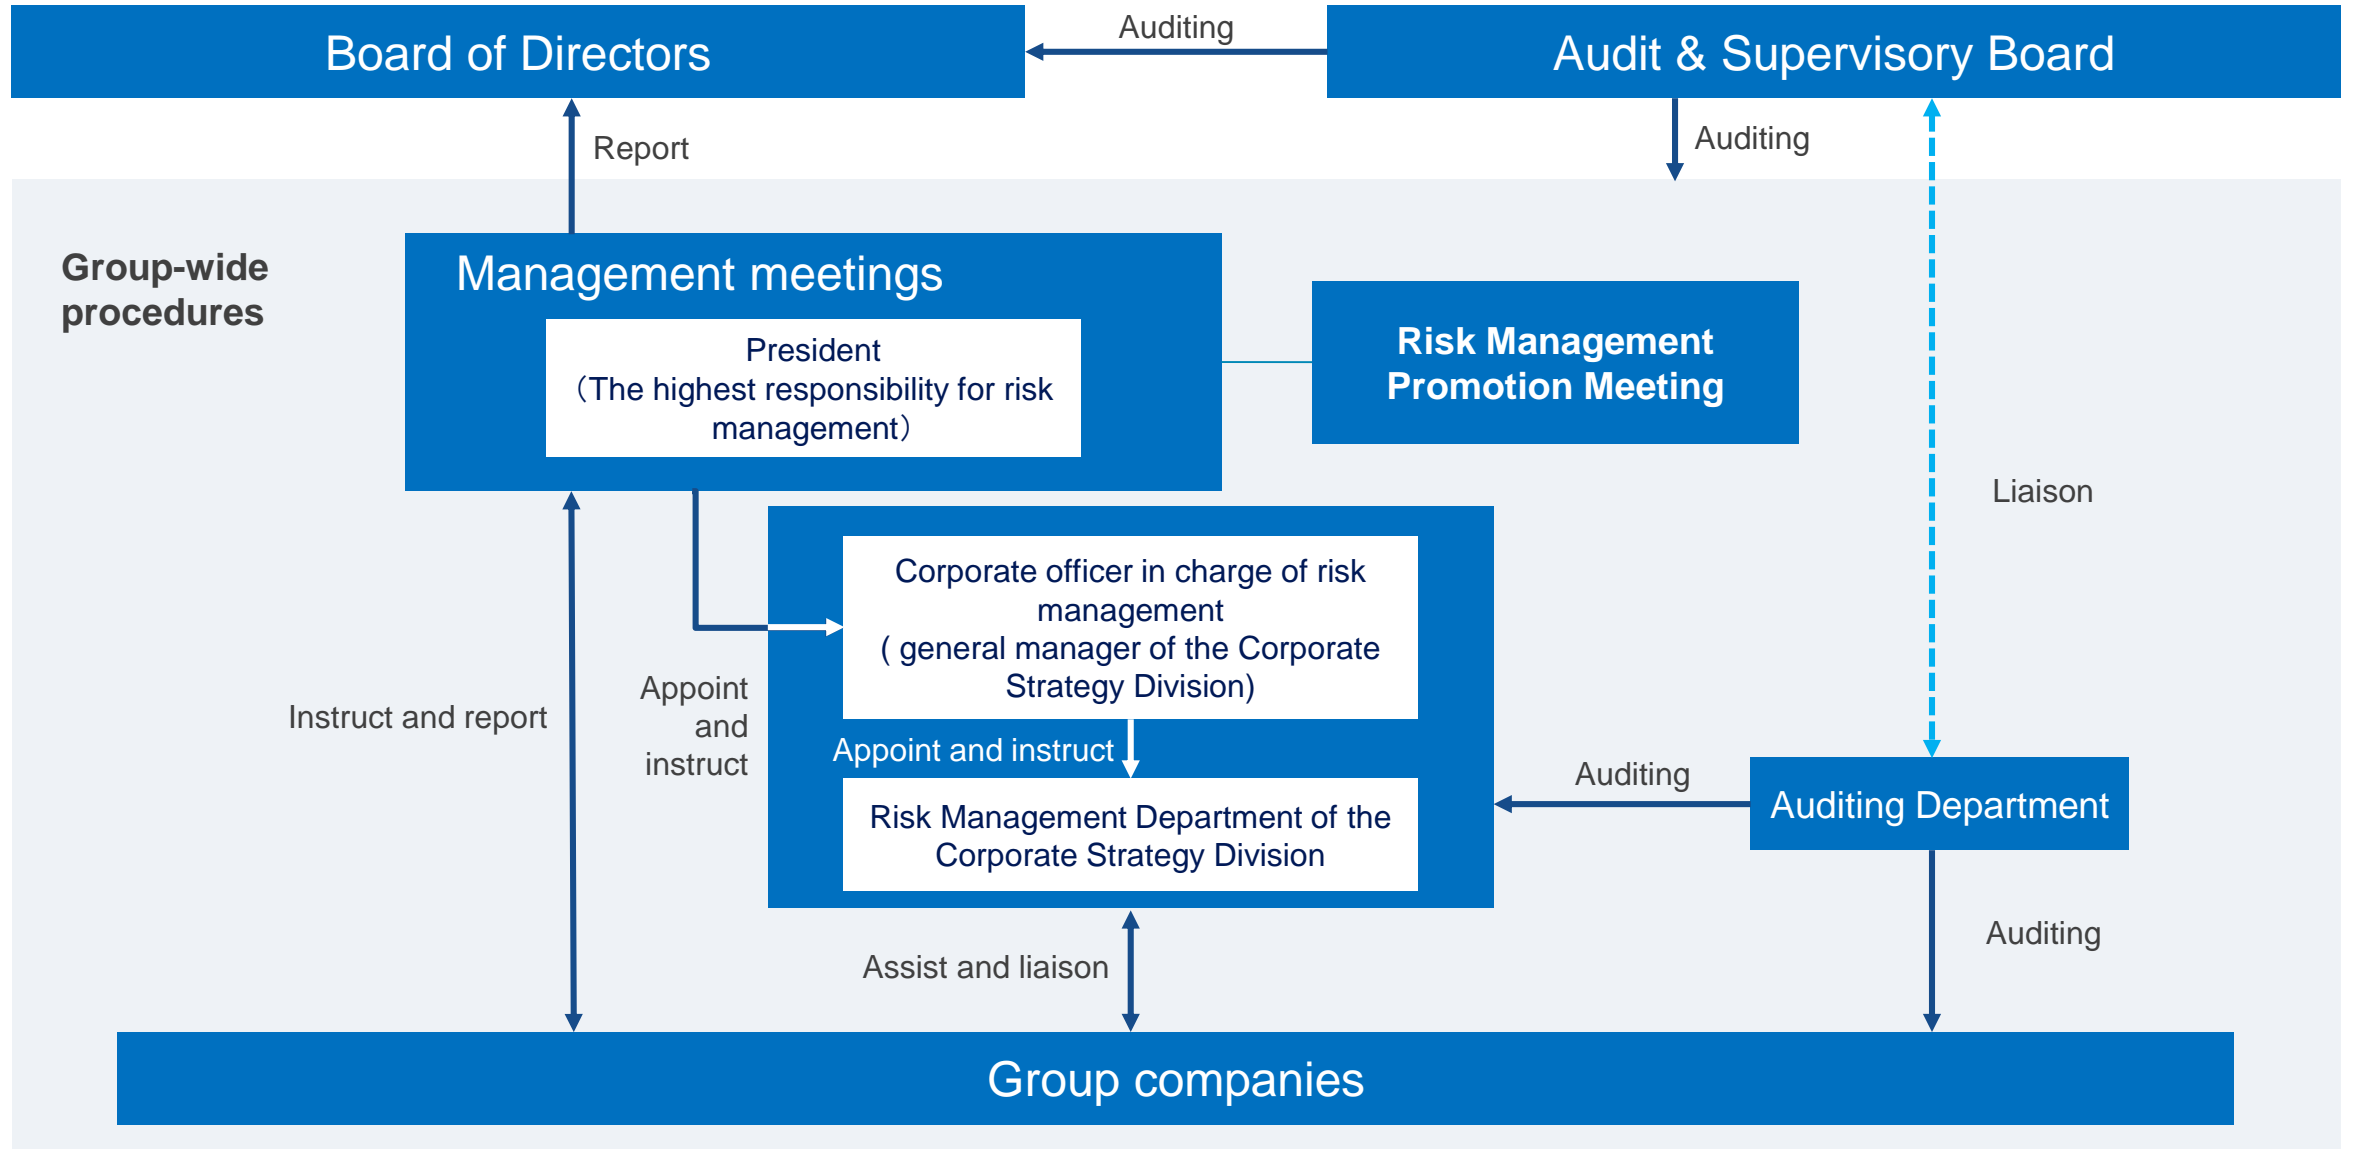 Board of Directors
Auditing
Audit & Supervisory Board
Report
Auditing
Group-wide
procedures
Management meetings
President
（The highest responsibility for risk
management）
Risk Management
Promotion Meeting
Liaison
Corporate officer in charge of risk
management
( general manager of the Corporate
Strategy Division)
Instruct and report
Appoint
and
instruct
Appoint and instruct
Risk Management Department of the
Corporate Strategy Division
Auditing
Auditing Department
Auditing
Assist and liaison
Group companies